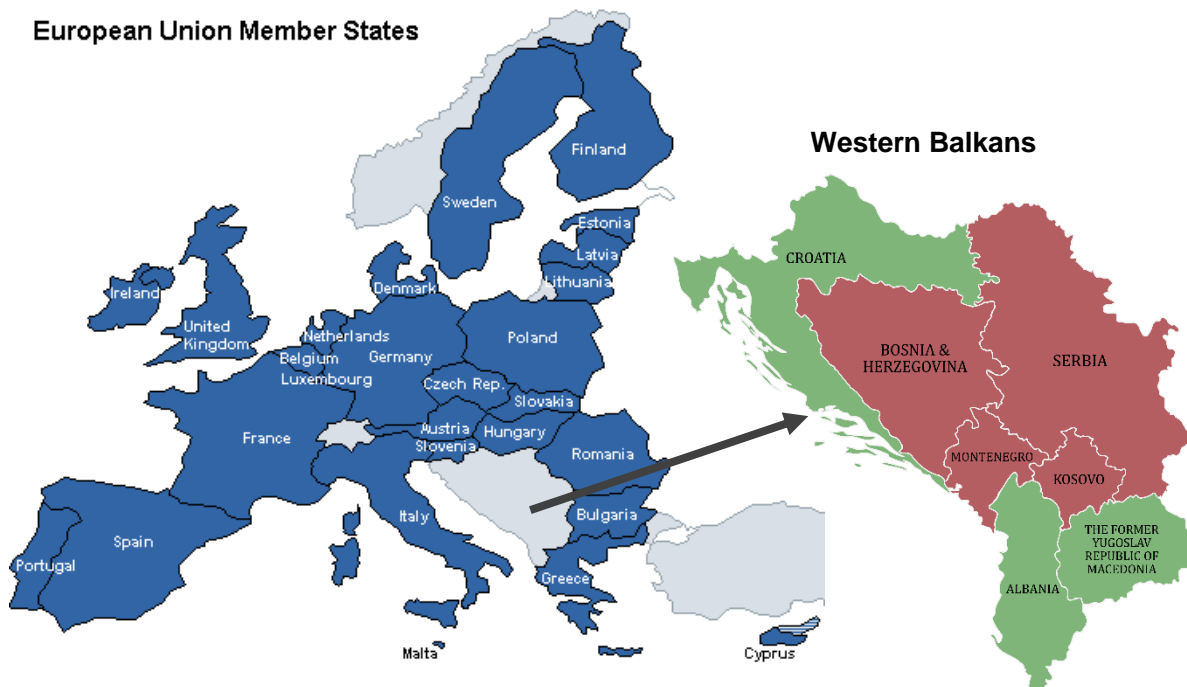 European Union Member States
Finland
Sweden
Estonia
Latvia
Lithuania
Denmark
Ireland
United
Kingdom
Netherlands
Belgium
Germany
Luxembourg
Poland
Czech Rep.
Slovakia
France
Austria
Hungary
Slovenia
Romania
Italy
Bulgaria
Spain
Portugal
Greece
Malta
Cyprus
Western Balkans
CROATIA
BOSNIA &
HERZEGOVINA
SERBIA
MONTENEGRO
KOSOVO
THE FORMER
YUGOSLAV
REPUBLIC OF
MACEDONIA
ALBANIA